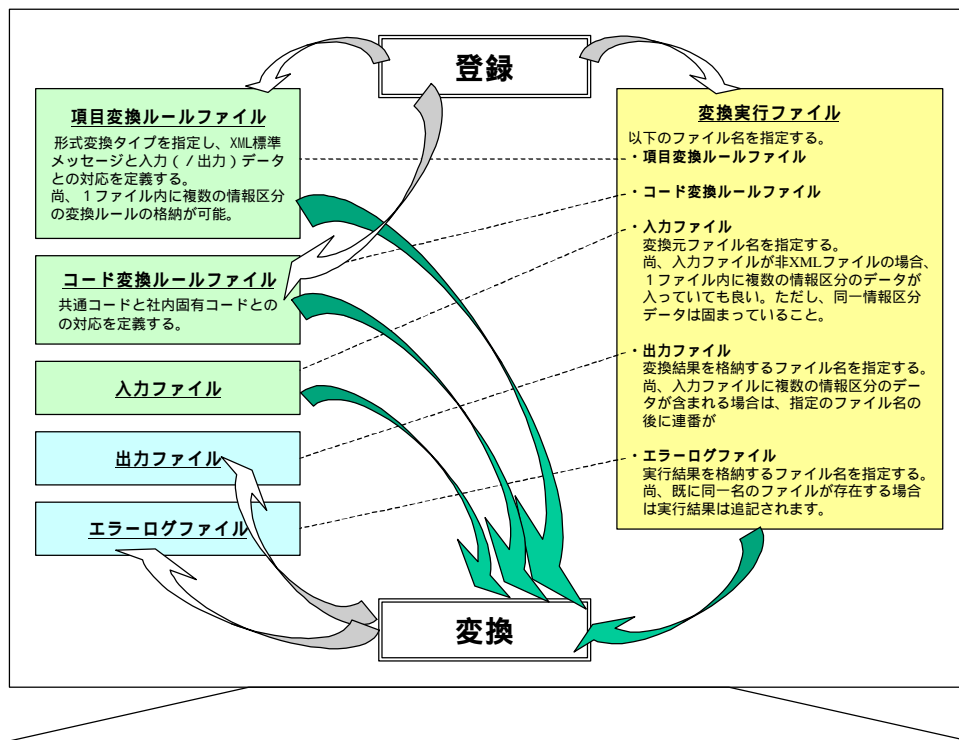 登録
項目変換ルールファイル
形式変換タイプを指定し、XML標準
メッセージと入力（/出力）データ
との対応を定義する。
尚、１ファイル内に複数の情報区分
の変換ルールの格納が可能。
コード変換ルールファイル
共通コードと社内固有コードとの
の対応を定義する。
入力ファイル
出力ファイル
エラーログファイル
変換実行ファイル
以下のファイル名を指定する。
・項目変換ルールファイル
・コード変換ルールファイル
・入力ファイル
変換元ファイル名を指定する。
尚、入力ファイルが非XMLファイルの場合、
１ファイル内に複数の情報区分のデータが
入っていても良い。ただし、同一情報区分
データは固まっていること。
・出力ファイル
変換結果を格納するファイル名を指定する。
尚、入力ファイルに複数の情報区分のデー
タが含まれる場合は、指定のファイル名の
後に連番が
・エラーログファイル
実行結果を格納するファイル名を指定する。
尚、既に同一名のファイルが存在する場合
は実行結果は追記されます。
変換